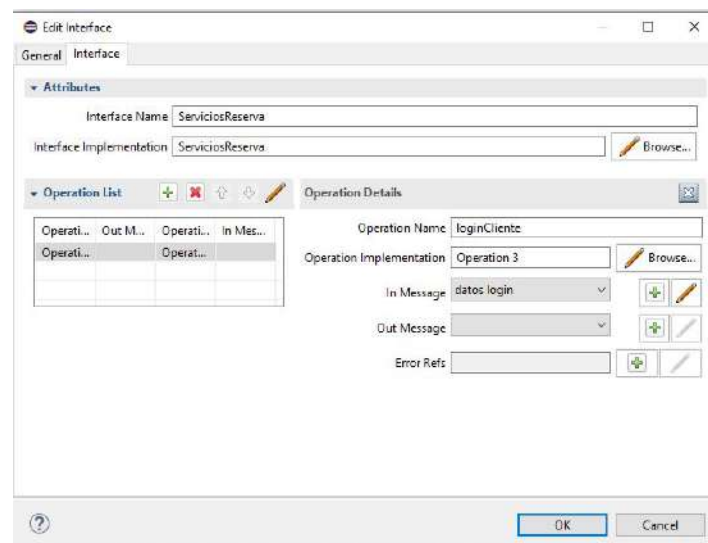 Edit Interface
General Interface
Attributes
Interface Name ServiciosReserva
Interface Implementation ServiciosReserva Browse...
Operation List Operation Details
Operati... Out M... Operati... In Mes...
Operati... Operat...
Operation Name loginCliente
Operation Implementation Operation 3 Browse...
In Message datos login
Out Message
Error Refs
OK Cancel